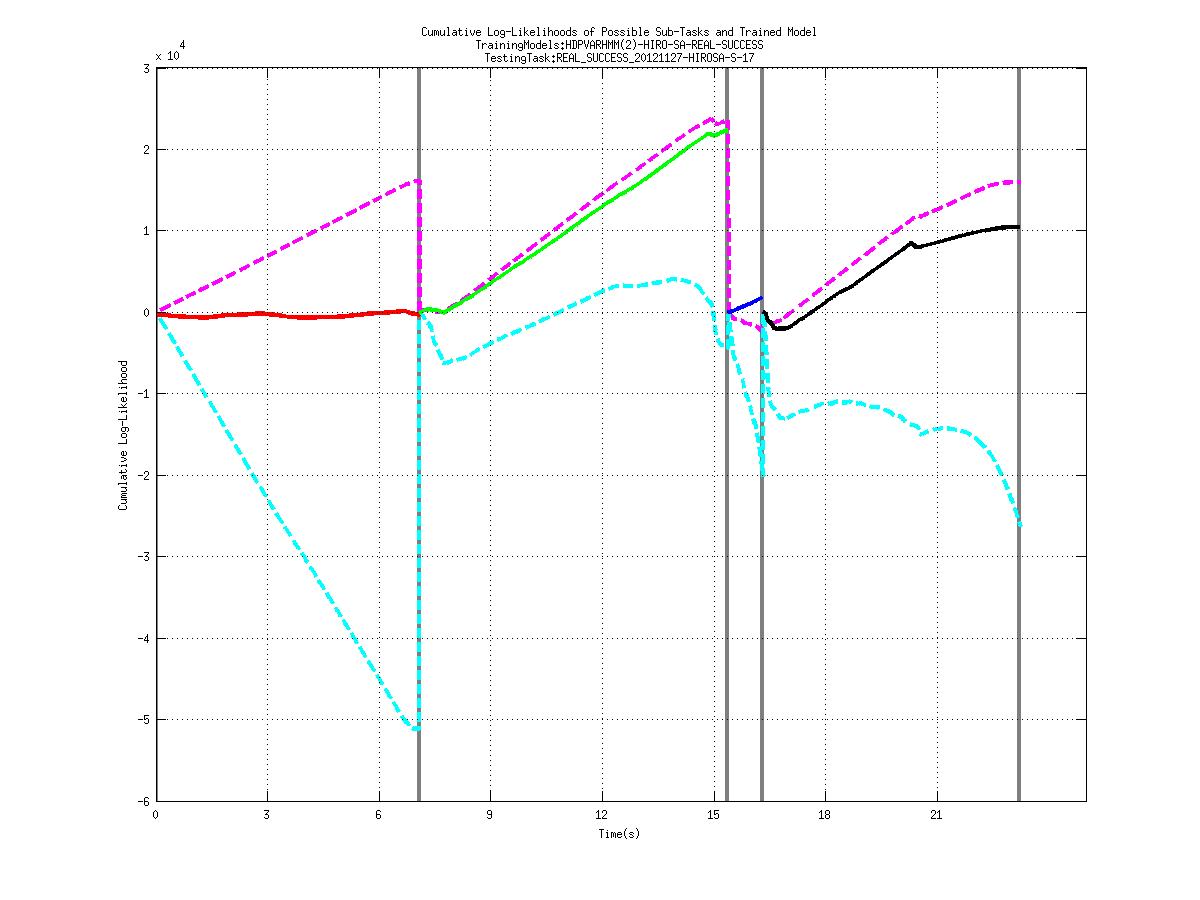 Cumulative Log-Likelihoods of Possible Sub-Tasks and Trained Model
TrainingModels:HDPVARHMM(2)-HIRO-SA-REAL-SUCCESS
TestingTask:REAL_SUCCESS_20121127-HIROSA-S-17
x 10^4
3
2
1
0
-1
-2
-3
-4
-5
-6
Cumulative Log-Likelihood
0 3 6 9 12 15 18 21
Time(s)